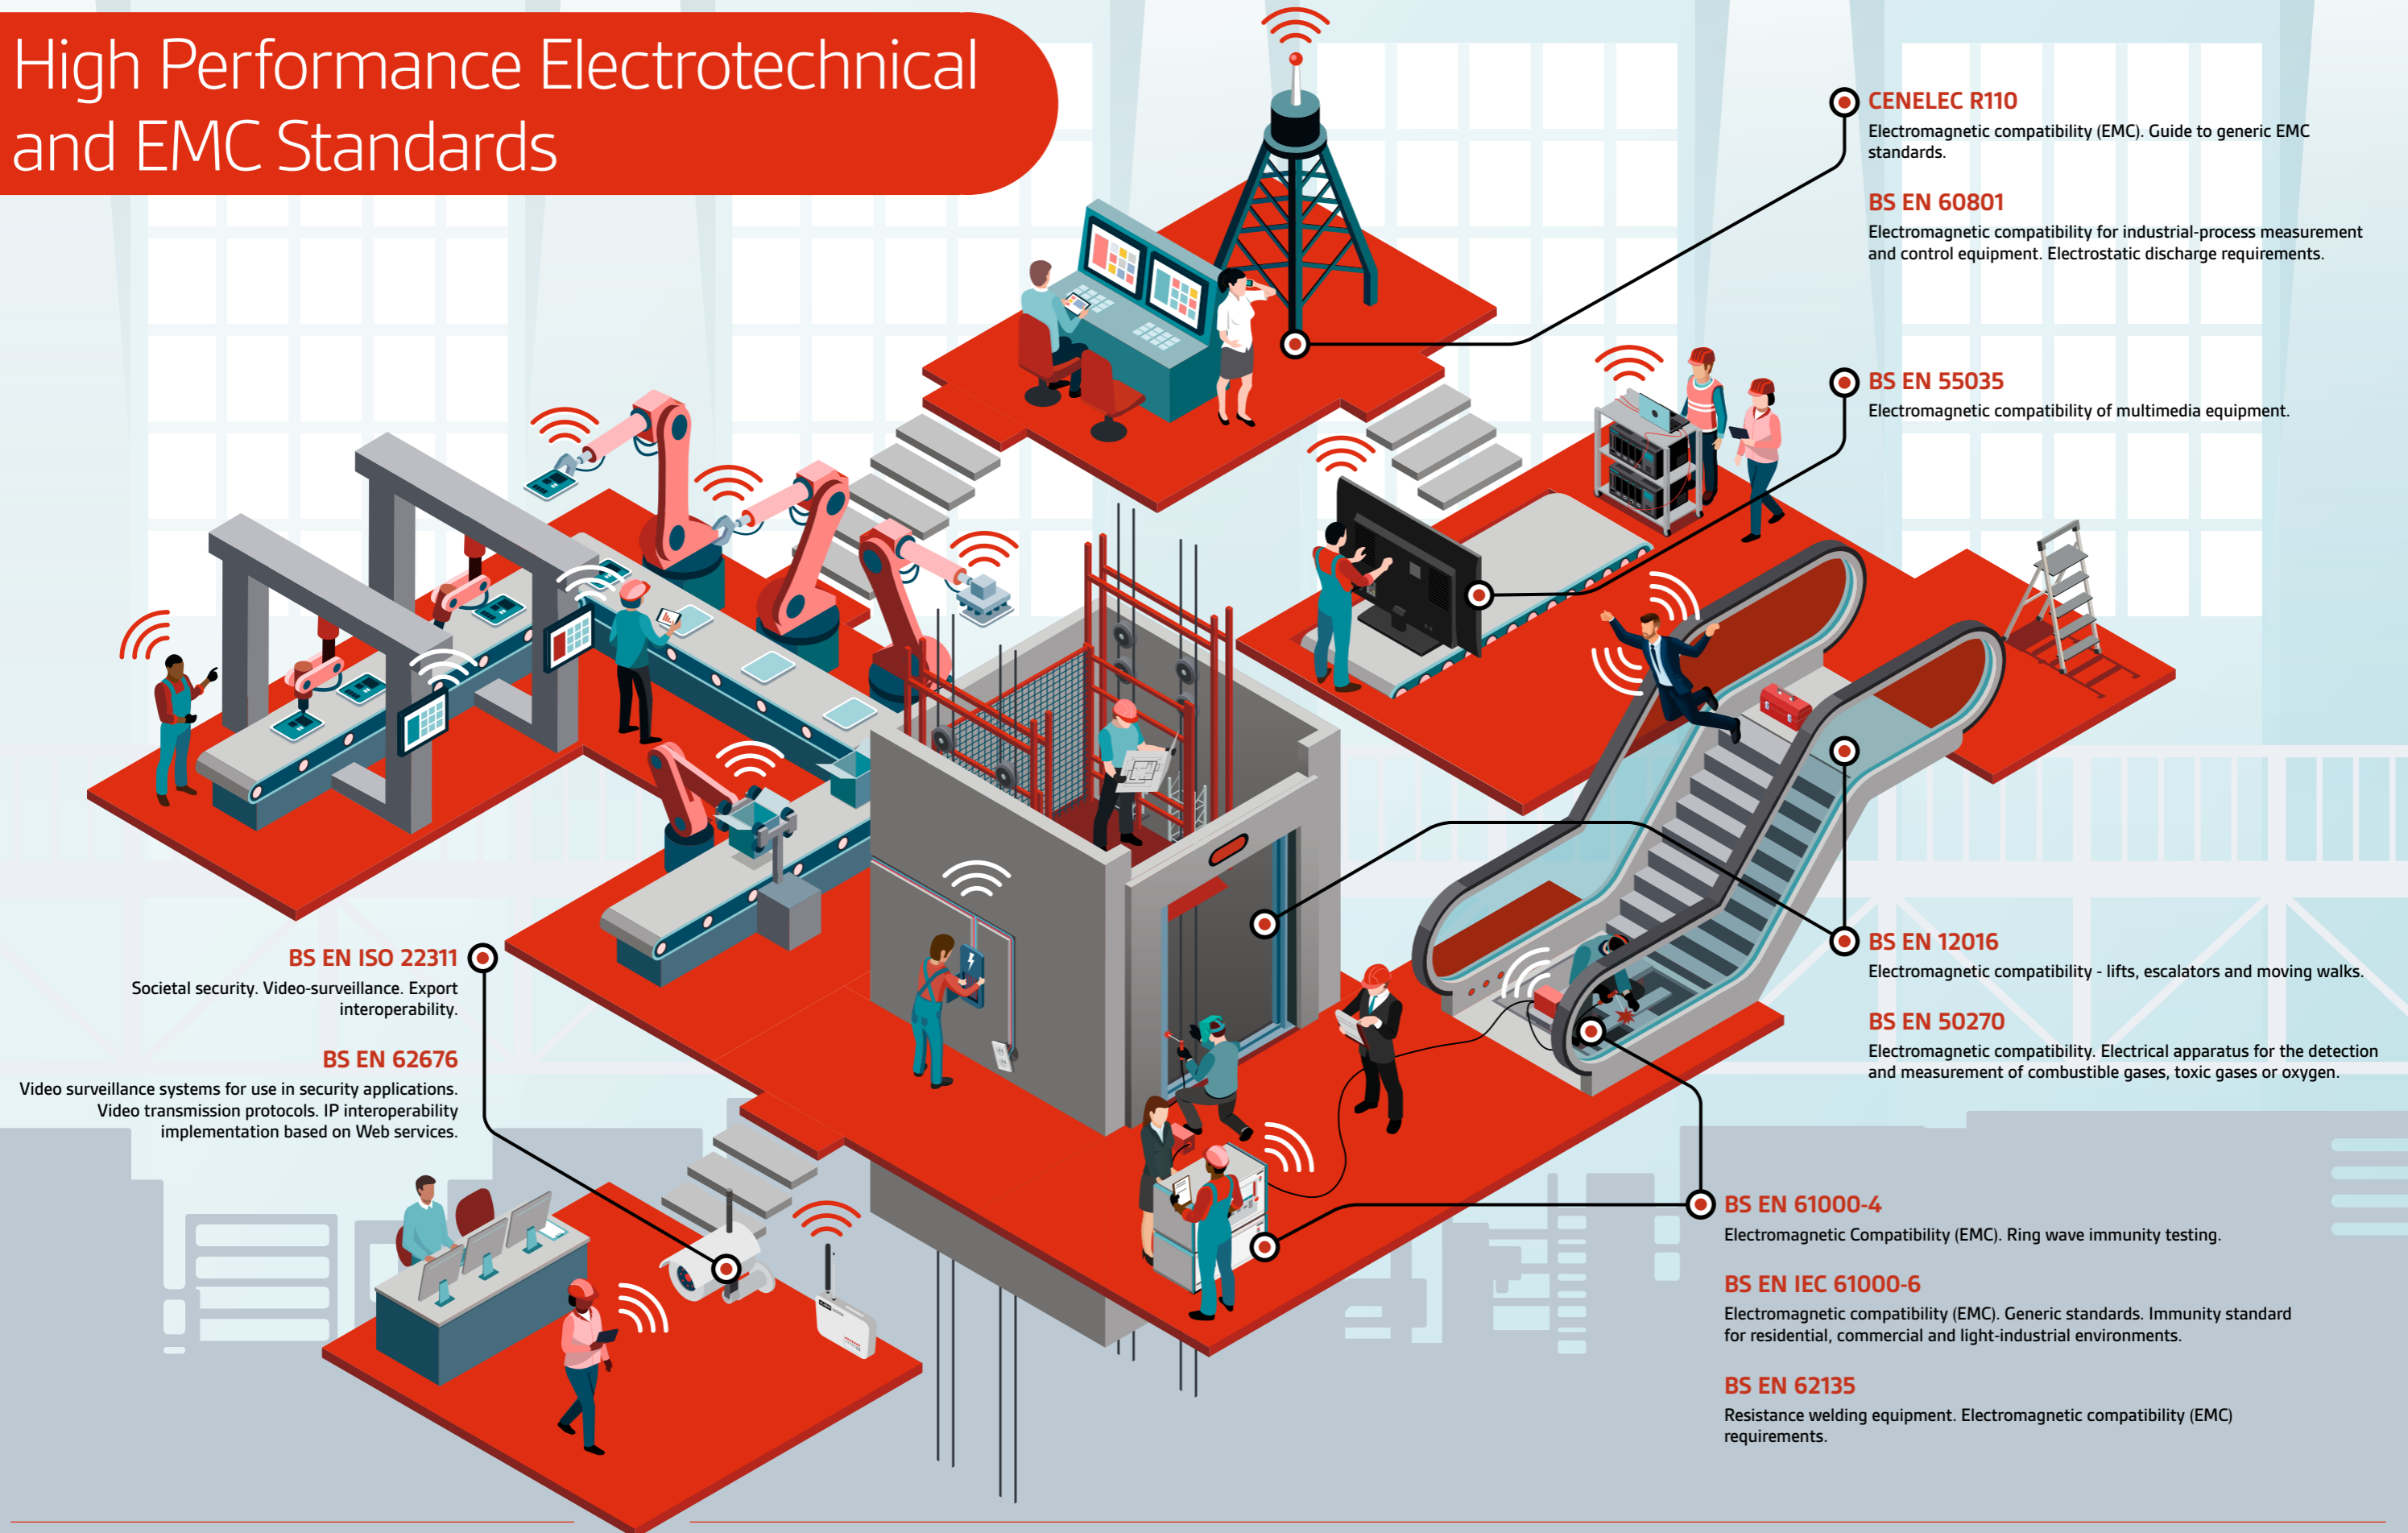 High Performance Electrotechnical
and EMC Standards
CENELEC R110
Electromagnetic compatibility (EMC). Guide to generic EMC
standards.
BS EN 60801
Electromagnetic compatibility for industrial-process measurement
and control equipment. Electrostatic discharge requirements.
BS EN 55035
Electromagnetic compatibility of multimedia equipment.
BS EN 12016
Electromagnetic compatibility - lifts, escalators and moving walks.
BS EN 50270
Electromagnetic compatibility. Electrical apparatus for the detection
and measurement of combustible gases, toxic gases or oxygen.
BS EN ISO 22311
Societal security. Video-surveillance. Export
interoperability.
BS EN 62676
Video surveillance systems for use in security applications.
Video transmission protocols. IP interoperability
implementation based on Web services.
BS EN 61000-4
Electromagnetic Compatibility (EMC). Ring wave immunity testing.
BS EN IEC 61000-6
Electromagnetic compatibility (EMC). Generic standards. Immunity standard
for residential, commercial and light-industrial environments.
BS EN 62135
Resistance welding equipment. Electromagnetic compatibility (EMC)
requirements.